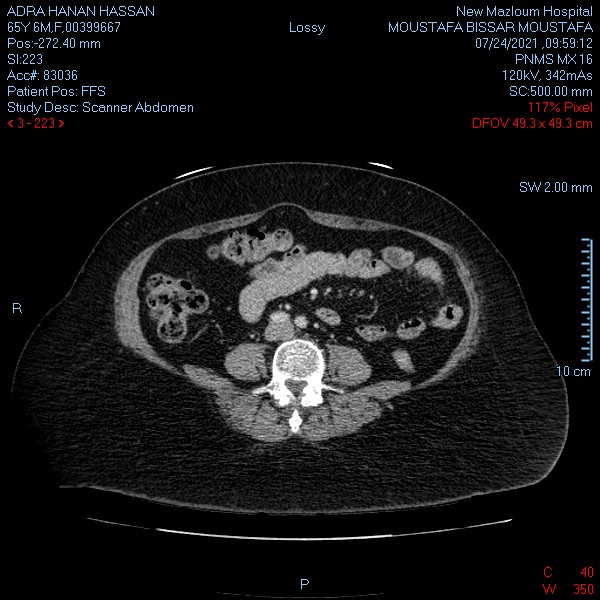 ADRA HANAN HASSAN
65Y 6M,F,00399667
Pos:-272.40 mm
SI:223
Acc#: 83036
Patient Pos: FFS
Study Desc: Scanner Abdomen
< 3 - 223 >
Lossy
New Mazloum Hospital
MOUSTAFA BISSAR MOUSTAFA
07/24/2021 ,09:59:12
PNMS MX 16
120kV, 342mAs
SC:500.00 mm
117% Pixel
DFOV 49.3 x 49.3 cm
SW 2.00 mm
R
10 cm
P
C 40
W 350